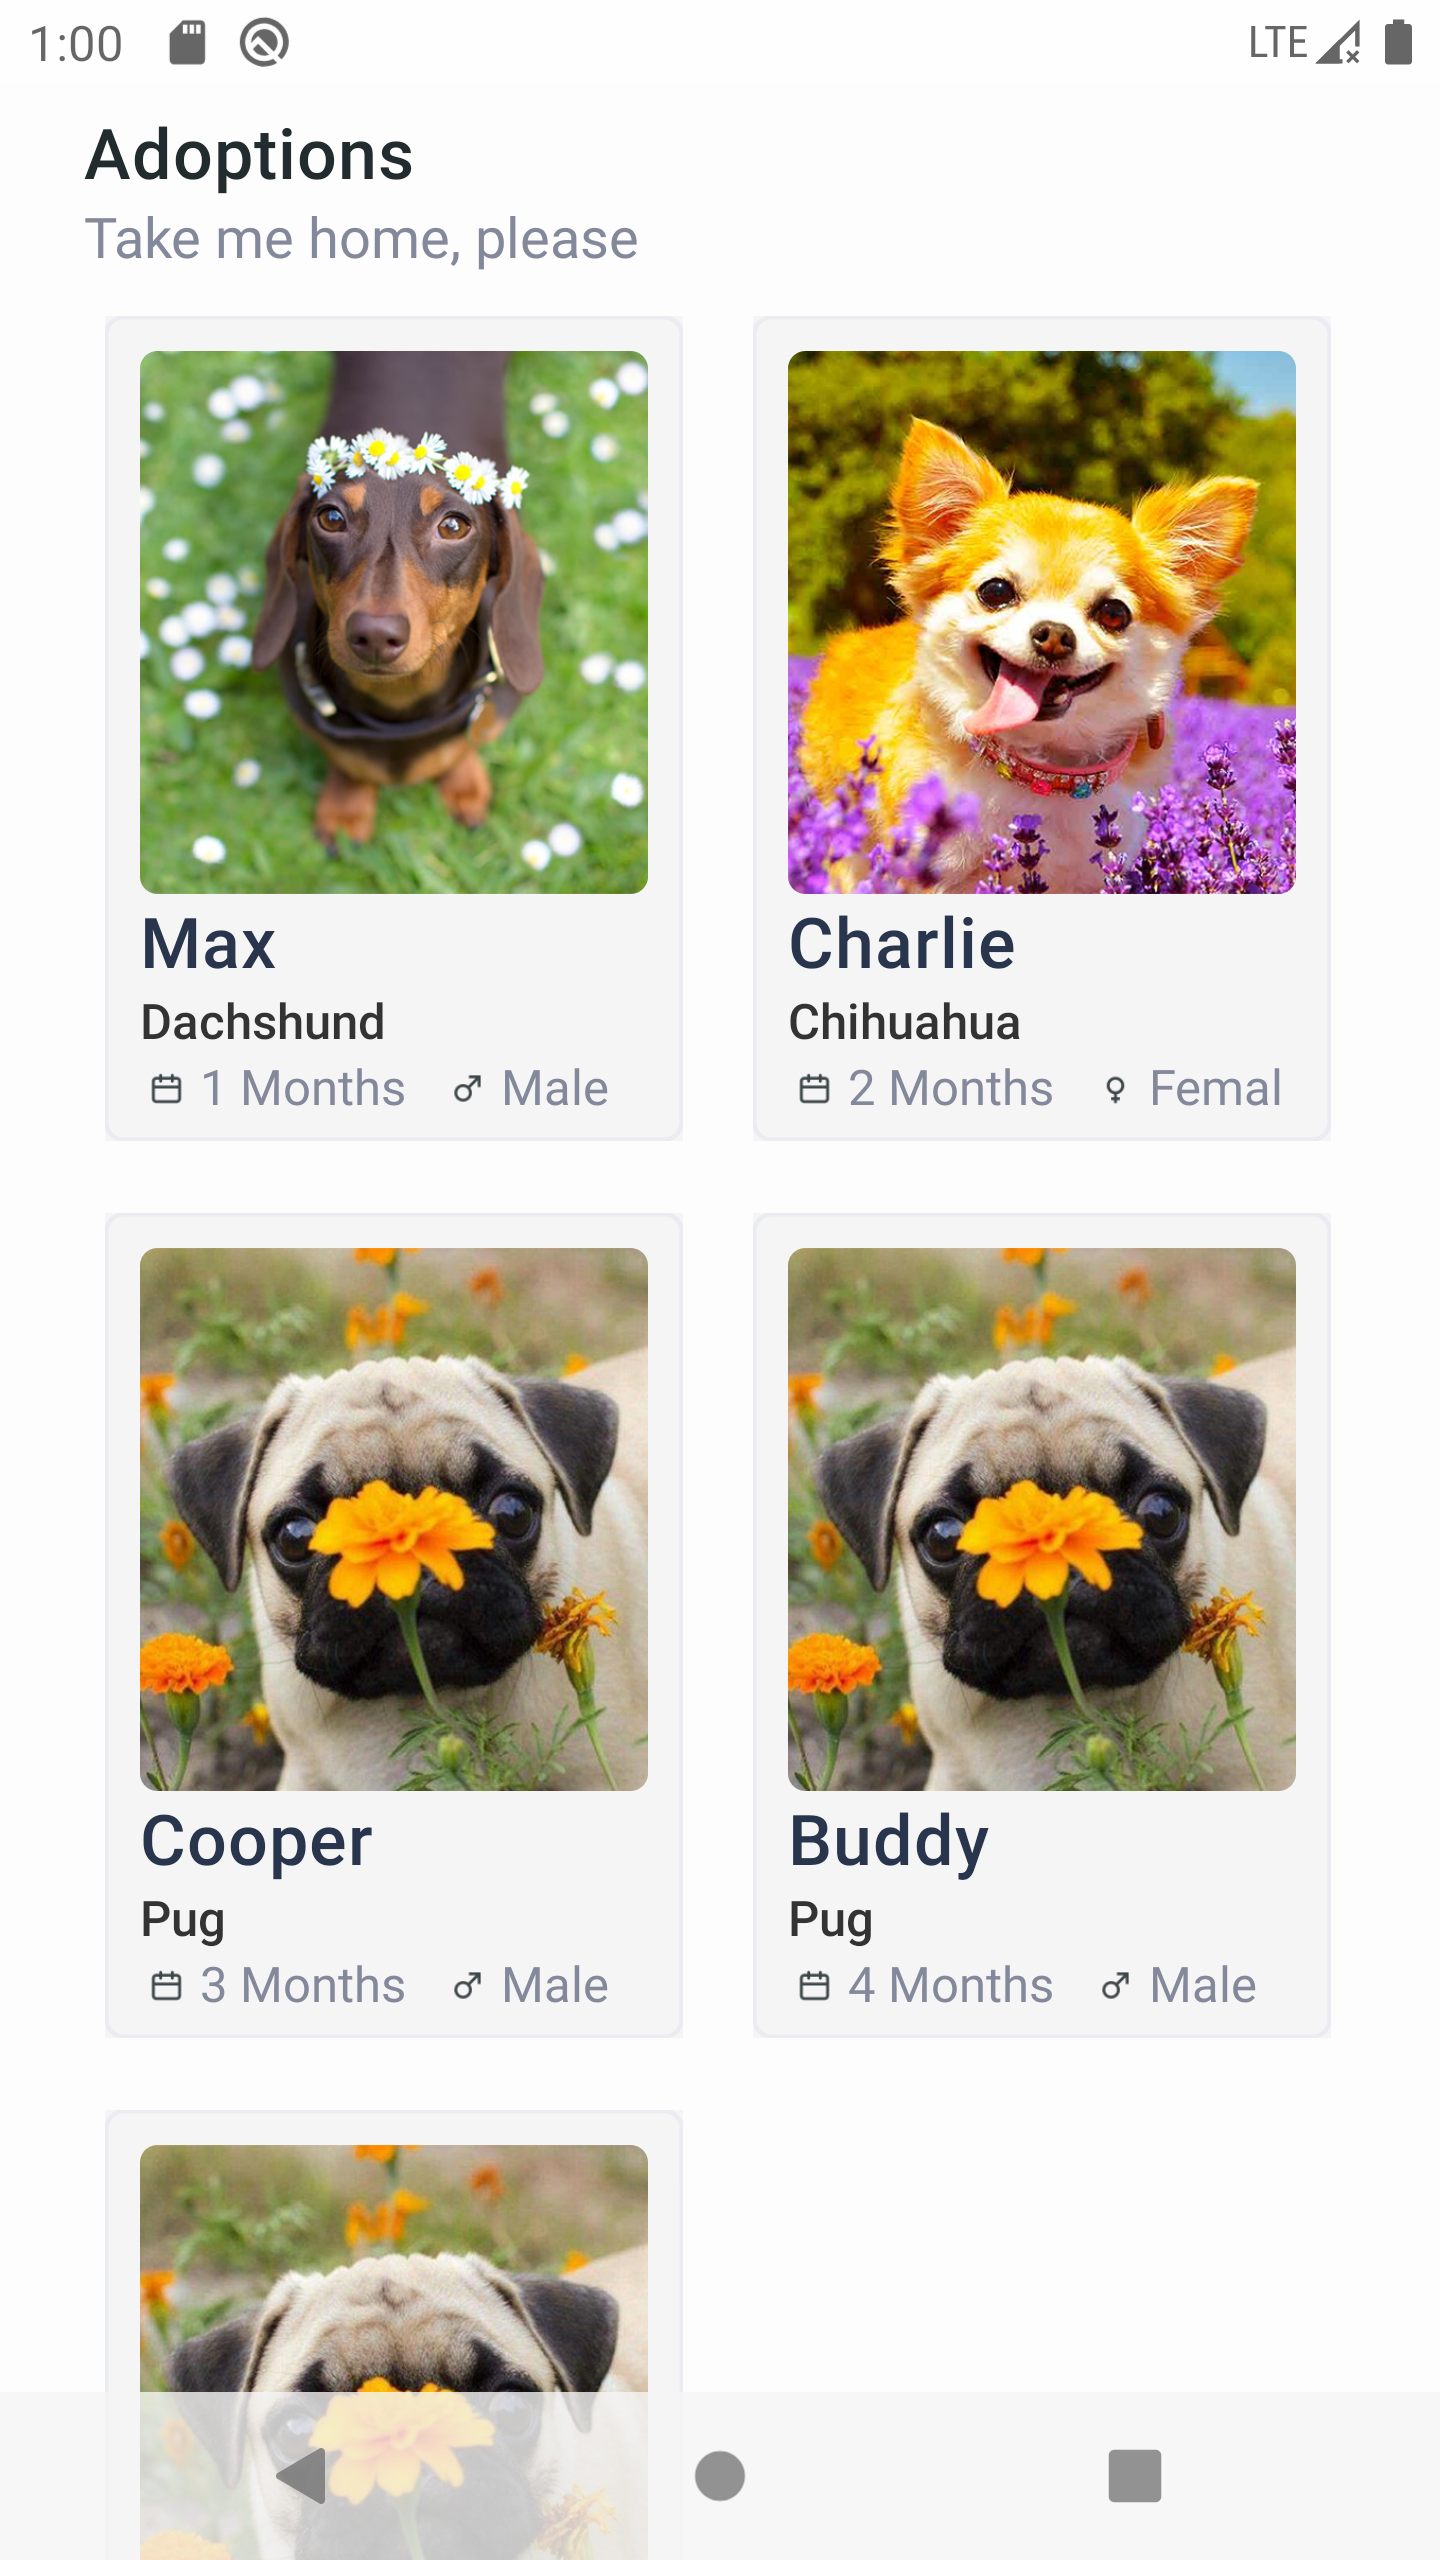 1:00 LTE
Adoptions
Take me home, please
Max
Dachshund
1 Months Male
Charlie
Chihuahua
2 Months Femal
Cooper
Pug
3 Months Male
Buddy
Pug
4 Months Male